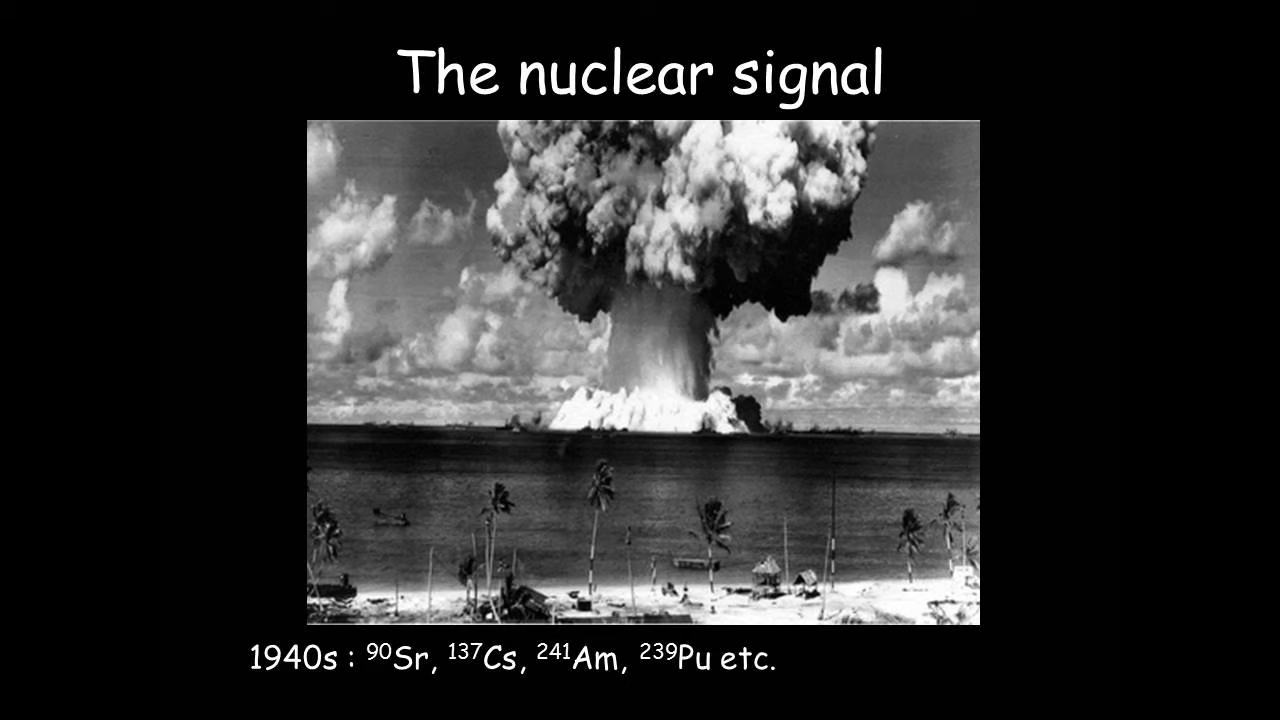 The nuclear signal
1940s : ⁹⁰Sr, ¹³⁷Cs, ²⁴¹Am, ²³⁹Pu etc.